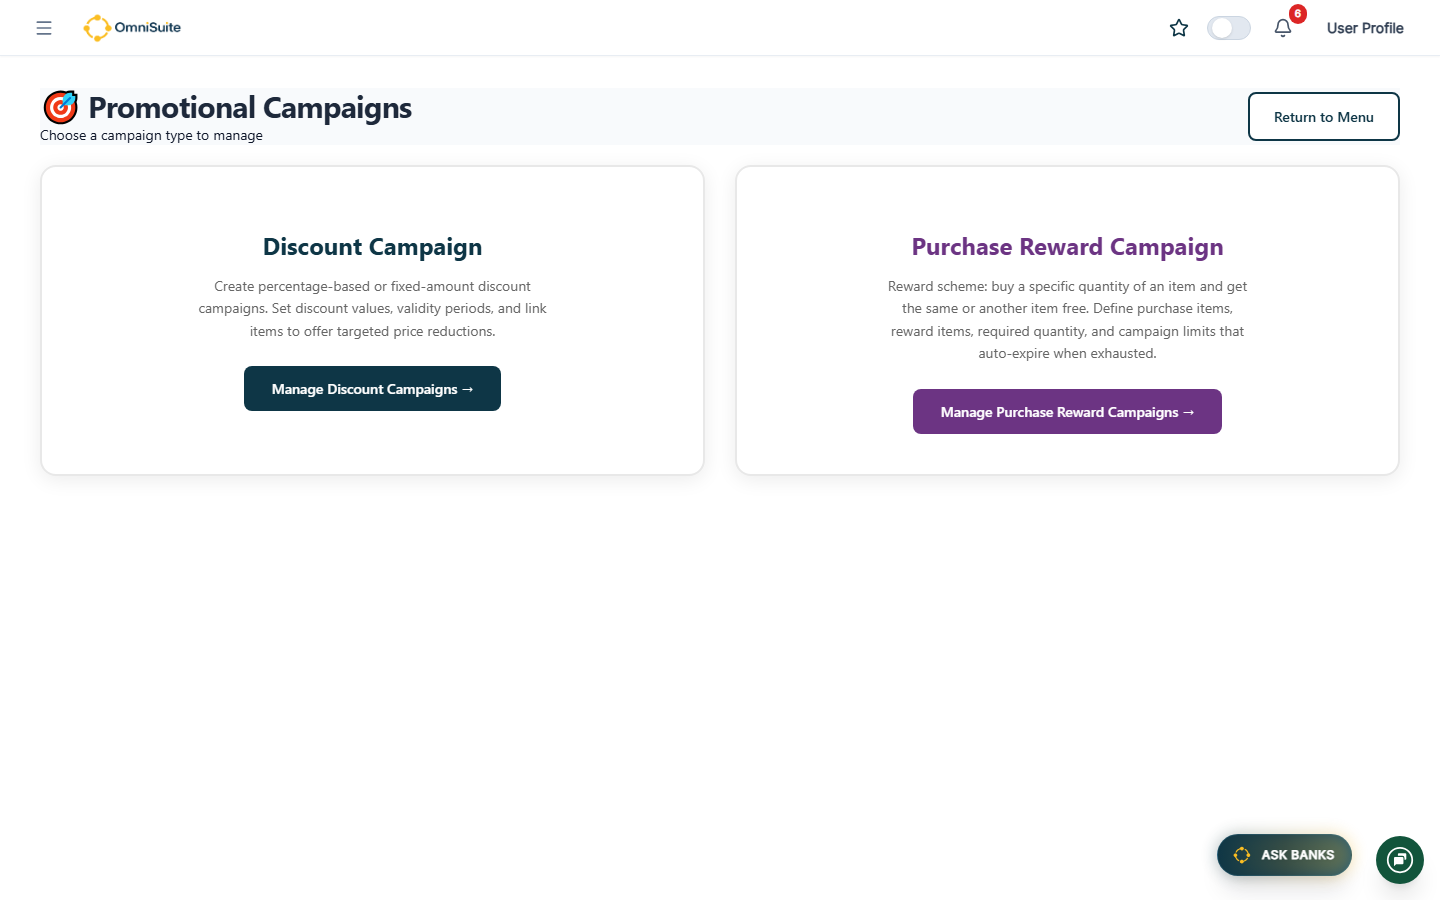 OmniSuite
6
User Profile
Promotional Campaigns
Choose a campaign type to manage
Return to Menu
Discount Campaign
Create percentage-based or fixed-amount discount
campaigns. Set discount values, validity periods, and link
items to offer targeted price reductions.
Manage Discount Campaigns →
Purchase Reward Campaign
Reward scheme: buy a specific quantity of an item and get
the same or another item free. Define purchase items,
reward items, required quantity, and campaign limits that
auto-expire when exhausted.
Manage Purchase Reward Campaigns →
ASK BANKS